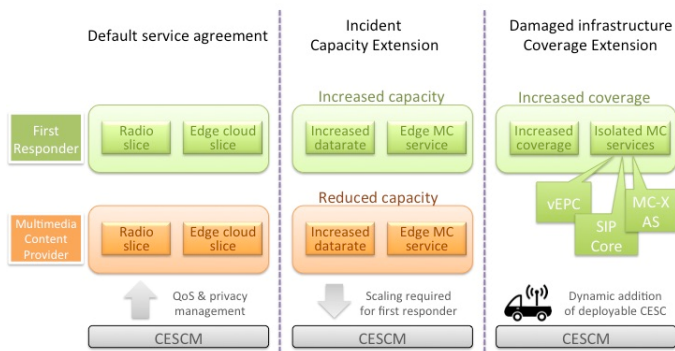 Default service agreement
Incident
Capacity Extension
Damaged infrastructure
Coverage Extension
First
Responder
Radio
slice
Edge cloud
slice
Increased capacity
Increased
datarate
Edge MC
service
Increased coverage
Increased
coverage
Isolated MC
services
vEPC
SIP
Core
MC-X
AS
Multimedia
Content
Provider
Radio
slice
Edge cloud
slice
Reduced capacity
Increased
datarate
Edge MC
service
QoS & privacy
management
Scaling required
for first responder
Dynamic addition
of deployable CESC
CESCM
CESCM
CESCM